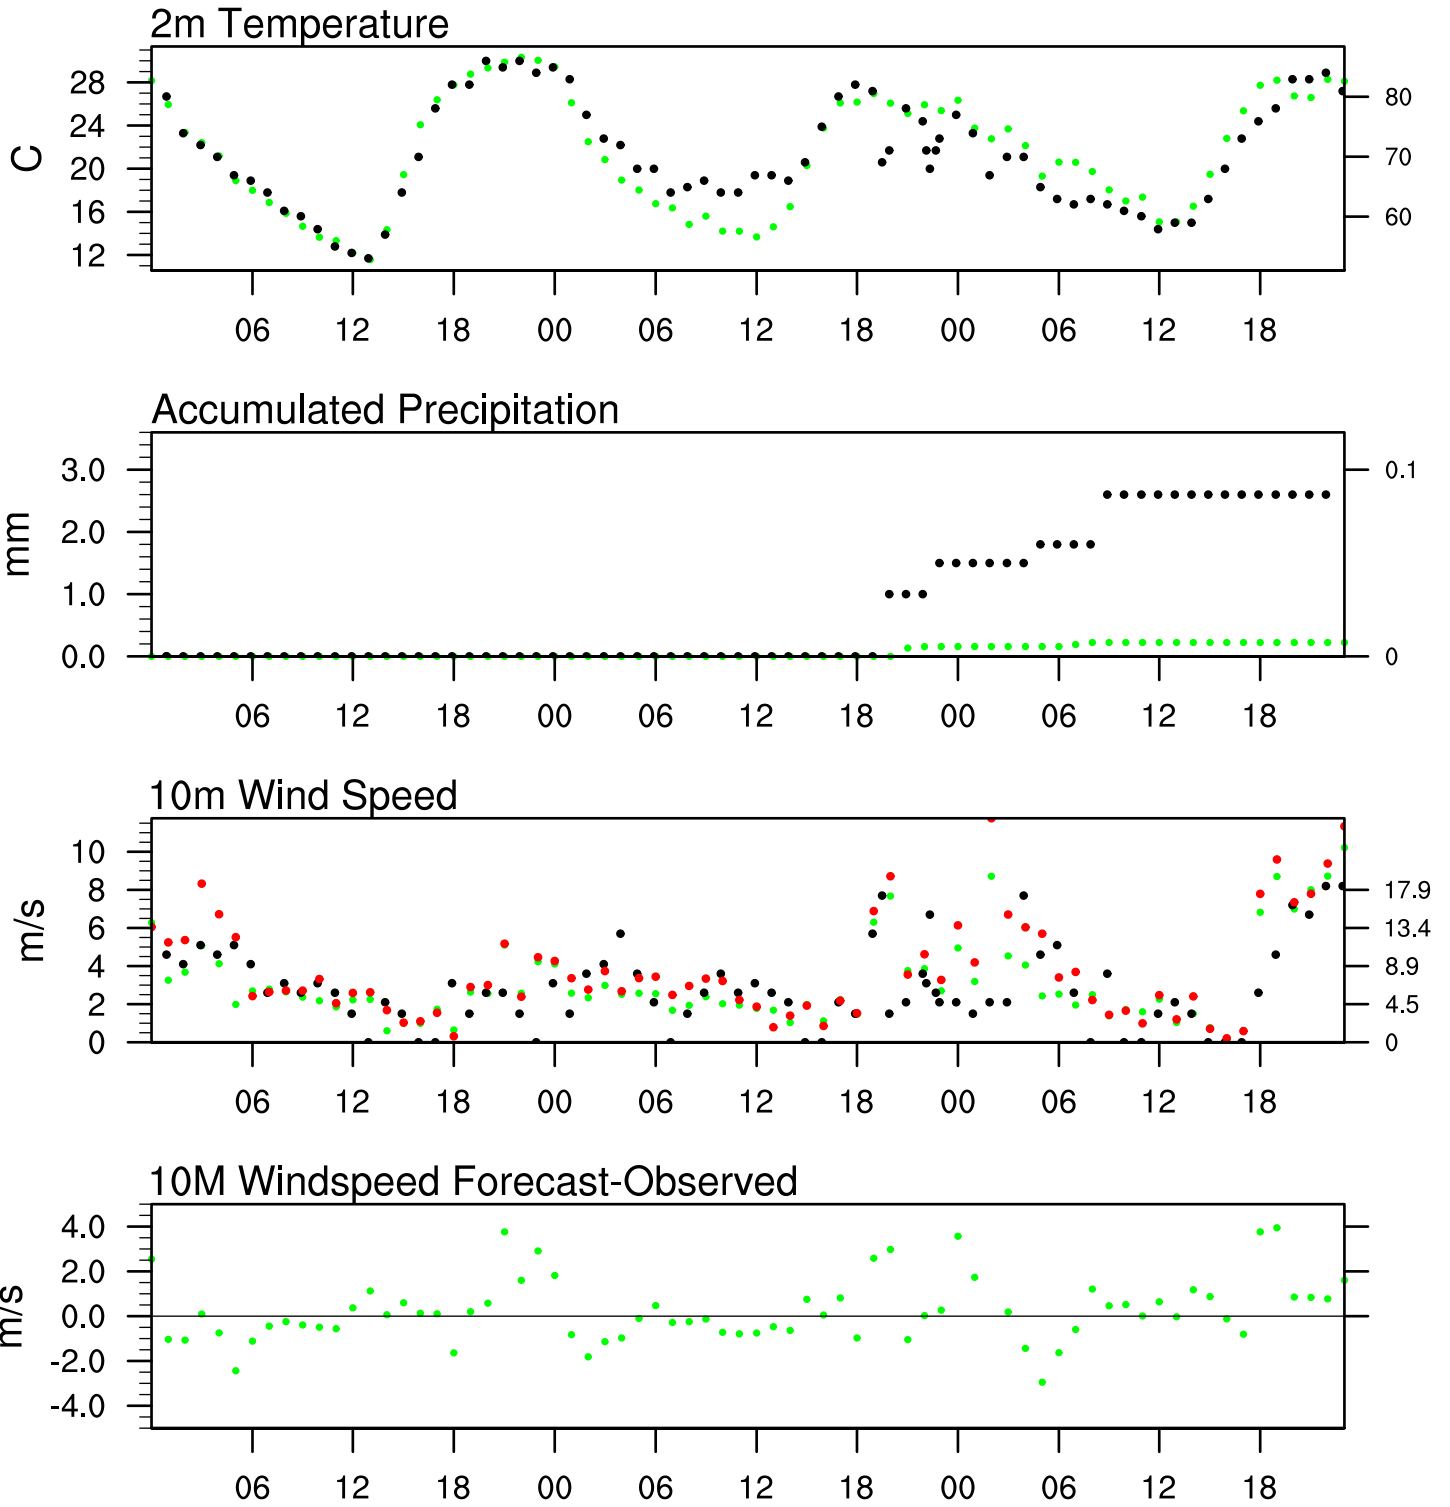 2m Temperature
28
24
20
16
12
C
80
70
60
06 12 18 00 06 12 18 00 06 12 18
Accumulated Precipitation
3.0
2.0
1.0
0.0
mm
0.1
0
06 12 18 00 06 12 18 00 06 12 18
10m Wind Speed
10
8
6
4
2
0
m/s
17.9
13.4
8.9
4.5
0
06 12 18 00 06 12 18 00 06 12 18
10M Windspeed Forecast-Observed
4.0
2.0
0.0
-2.0
-4.0
m/s
06 12 18 00 06 12 18 00 06 12 18